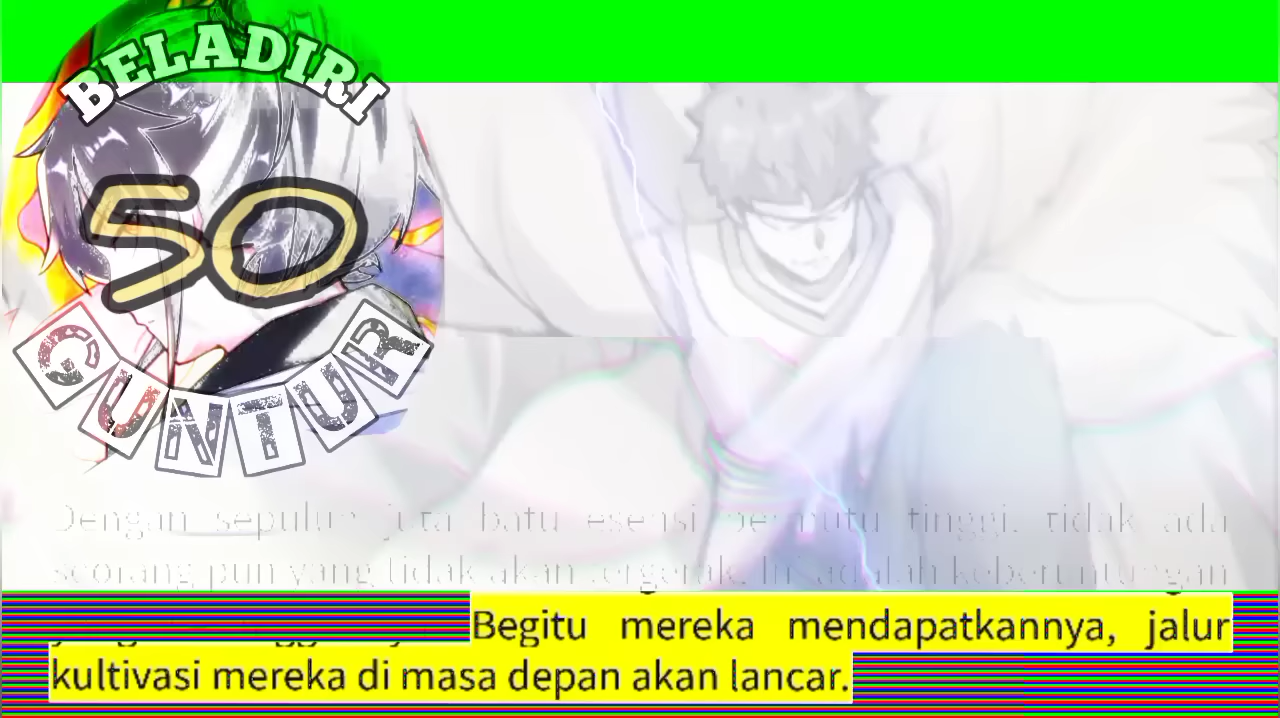 BELADIRI
50
GUNTUR
Dengan sepuluh juta batu esensi bermutu tinggi, tidak ada
seorang pun yang tidak akan tergerak. Ini adalah keberuntungan
Begitu mereka mendapatkannya, jalur
kultivasi mereka di masa depan akan lancar.